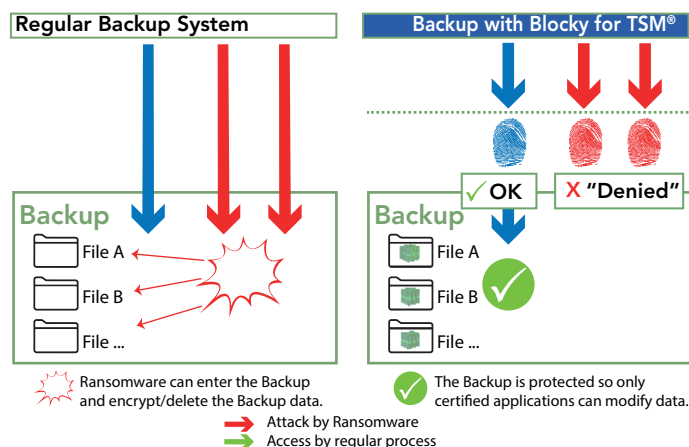 Regular Backup System
Backup
File A
File B
File ...
Ransomware can enter the Backup
and encrypt/delete the Backup data.
Backup with Blocky for TSM®
✓ OK
X "Denied"
Backup
File A
File B
File ...
The Backup is protected so only
certified applications can modify data.
Attack by Ransomware
Access by regular process